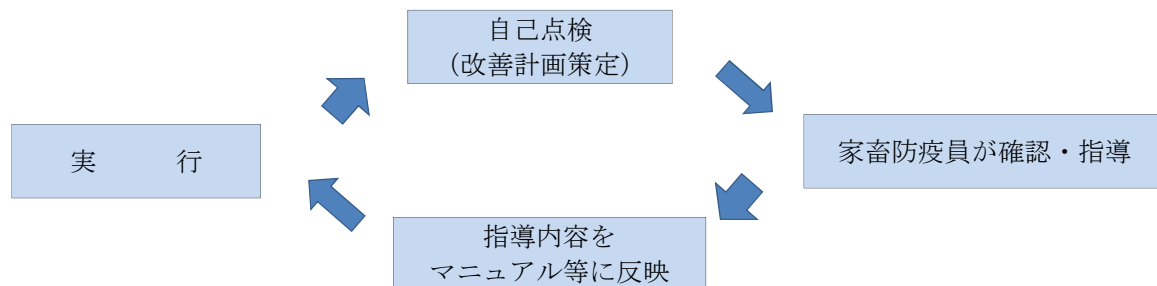 自己点検
（改善計画策定）
家畜防疫員が確認・指導
指導内容を
マニュアル等に反映
実　　　行